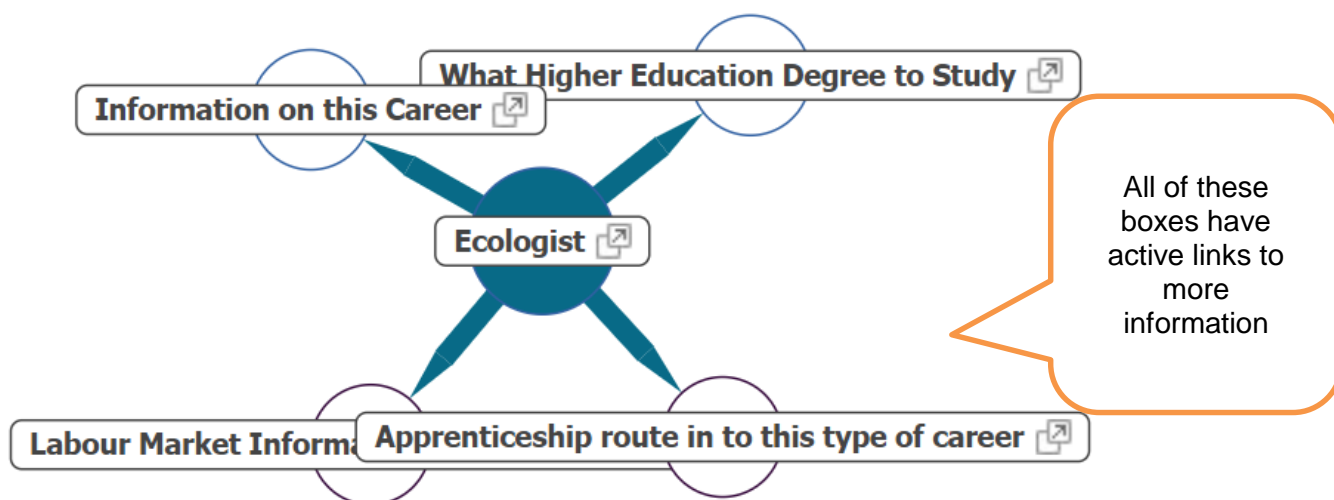 What Higher Education Degree to Study
Information on this Career
Ecologist
All of these
boxes have
active links to
more
information
Apprenticeship route in to this type of career
Labour Market